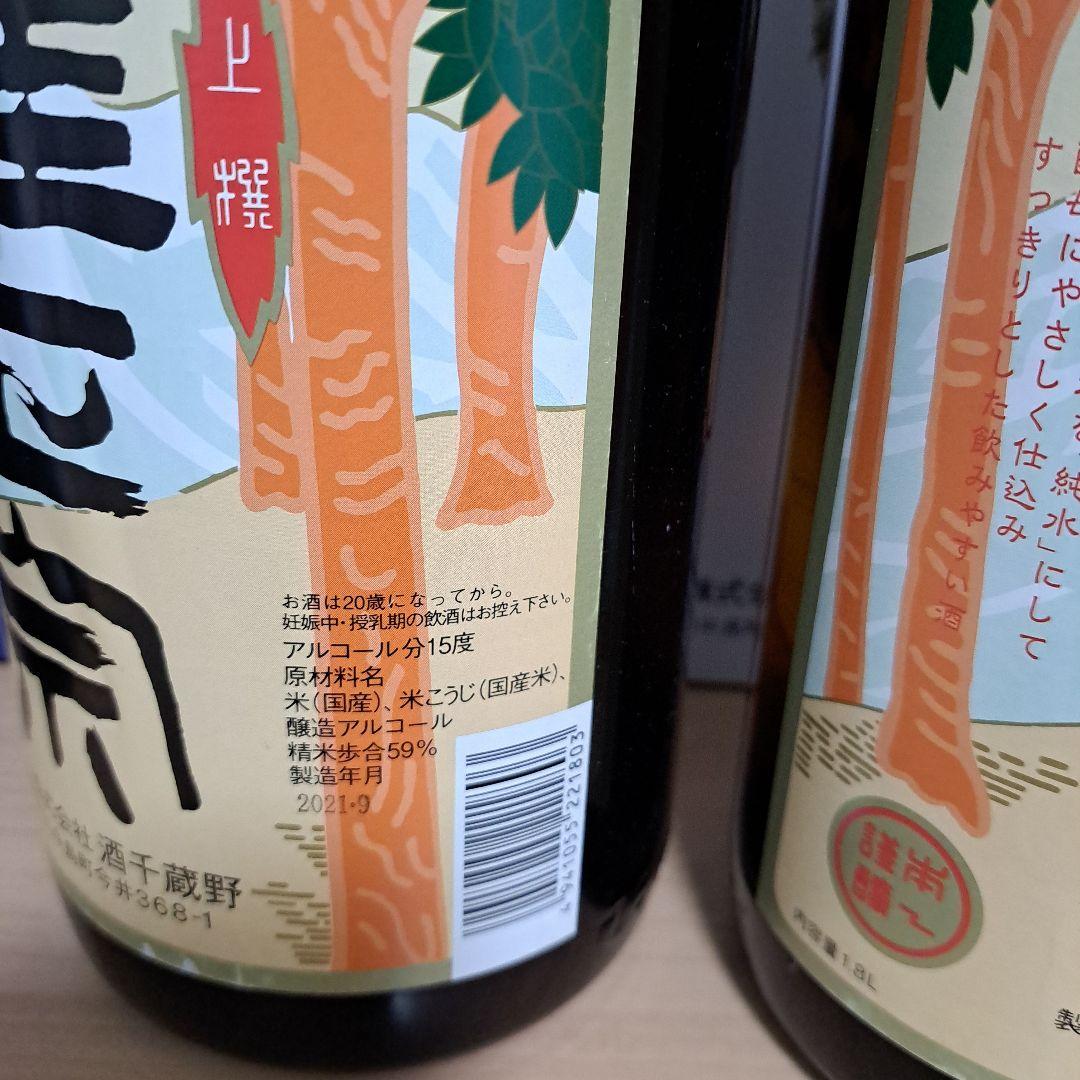 上撰
お酒は20歳になってから。
妊娠中・授乳期の飲酒はお控え下さい。
アルコール分15度
原材料名
米(国産)、米こうじ(国産米)、
醸造アルコール
精米歩合59%
製造年月
2021・9
会社 酒千蔵野
島町今井368-1
4941055221803
純水」にして
もにやさしく仕込み
すっきりとした飲みやすい酒
内容量1.8L
製